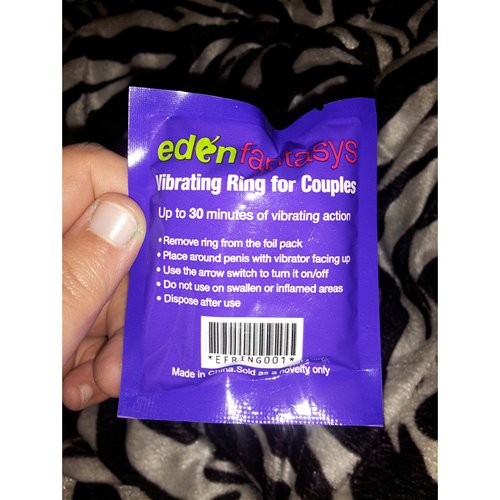 edénfantasys
Vibrating Ring for Couples
Up to 30 minutes of vibrating action
• Remove ring from the foil pack
• Place around penis with vibrator facing up
• Use the arrow switch to turn it on/off
• Do not use on swallen or inflamed areas
• Dispose after use
*EFRING001*
Made in China.Sold as a novelty only